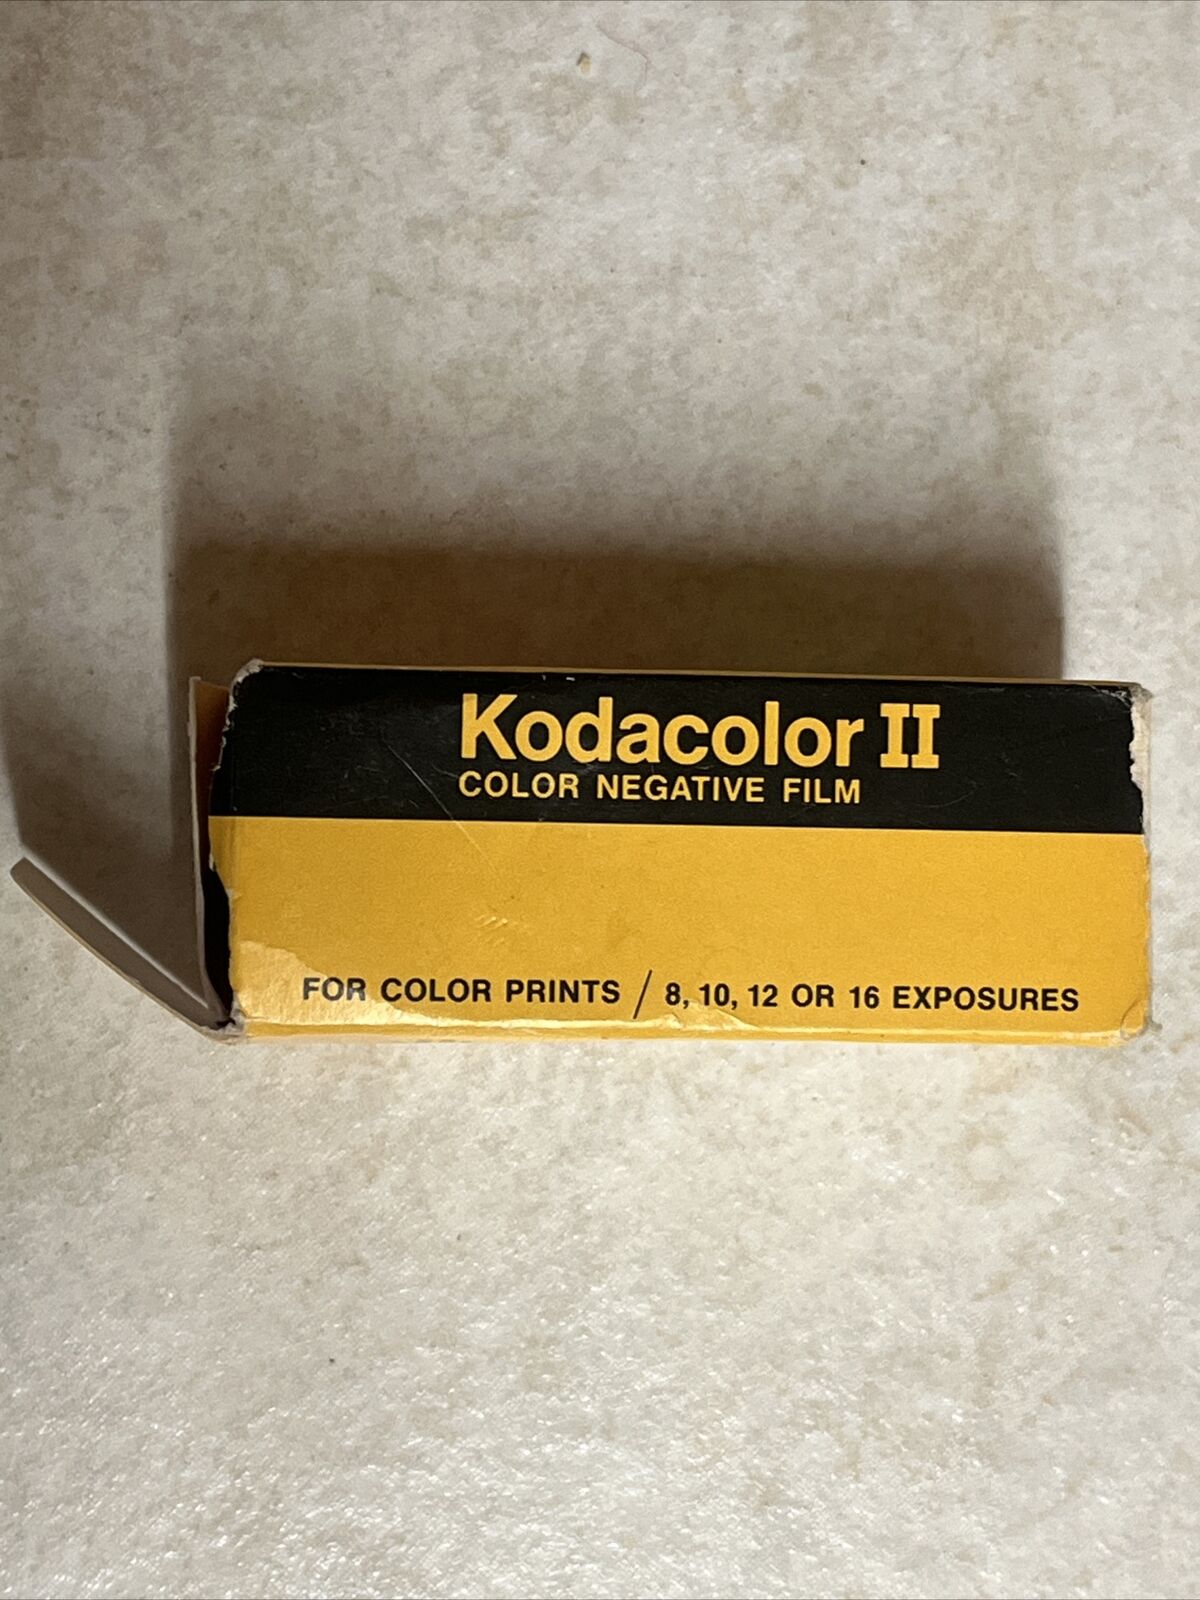 Kodacolor II
COLOR NEGATIVE FILM
FOR COLOR PRINTS / 8, 10, 12 OR 16 EXPOSURES